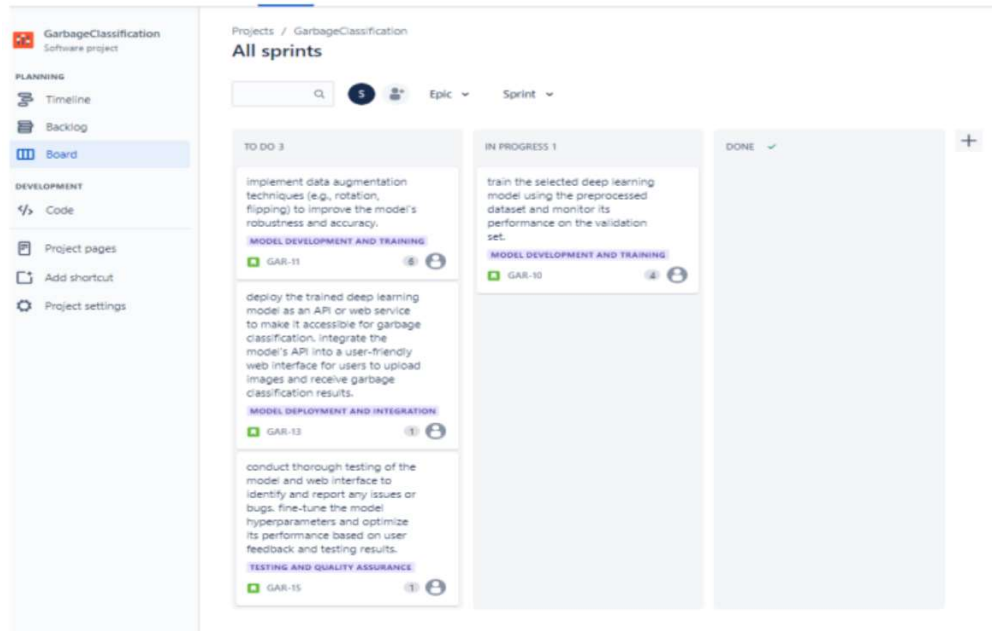 GarbageClassification
Software project
PLANNING
Timeline
Backlog
Board
DEVELOPMENT
Code
Project pages
Add shortcut
Project settings
Projects / GarbageClassification
All sprints
S
Epic
Sprint
TO DO 3
implement data augmentation
techniques (e.g., rotation,
flipping) to improve the model's
robustness and accuracy.
MODEL DEVELOPMENT AND TRAINING
GAR-11
6
deploy the trained deep learning
model as an API or web service
to make it accessible for garbage
classification. integrate the
model's API into a user-friendly
web interface for users to upload
images and receive garbage
classification results.
MODEL DEPLOYMENT AND INTEGRATION
GAR-13
1
conduct thorough testing of the
model and web interface to
identify and report any issues or
bugs. fine-tune the model
hyperparameters and optimize
its performance based on user
feedback and testing results.
TESTING AND QUALITY ASSURANCE
GAR-15
1
IN PROGRESS 1
train the selected deep learning
model using the preprocessed
dataset and monitor its
performance on the validation
set.
MODEL DEVELOPMENT AND TRAINING
GAR-10
4
DONE